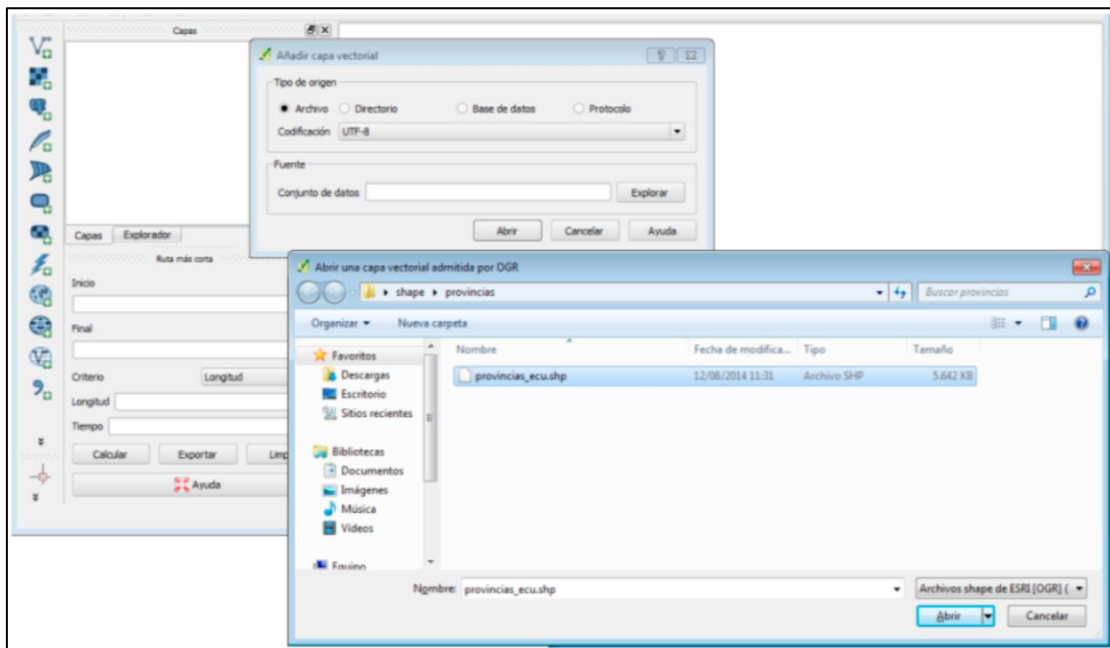 Capas
Añadir capa vectorial
Tipo de origen
Archivo Directorio Base de datos Protocolo
Codificación UTF-8
Fuente
Conjunto de datos Explorar
Abrir Cancelar Ayuda
Capas Explorador
Ruta más corta
Inicio
Final
Criterio Longitud
Longitud
Tiempo
Calcular Exportar Limp
Ayuda
Abrir una capa vectorial admitida por OGR
shape provincias
Buscar provincias
Organizar Nueva carpeta
Nombre Fecha de modifica... Tipo Tamaño
provincias_ecu.shp 12/08/2014 11:31 Archivo SHP 5.642 KB
Favoritos
Descargas
Escritorio
Sitios recientes
Bibliotecas
Documentos
Imágenes
Música
Vídeos
Equipo
Nombre: provincias_ecu.shp Archivos shape de ESRI [OGR] (
Abrir Cancelar